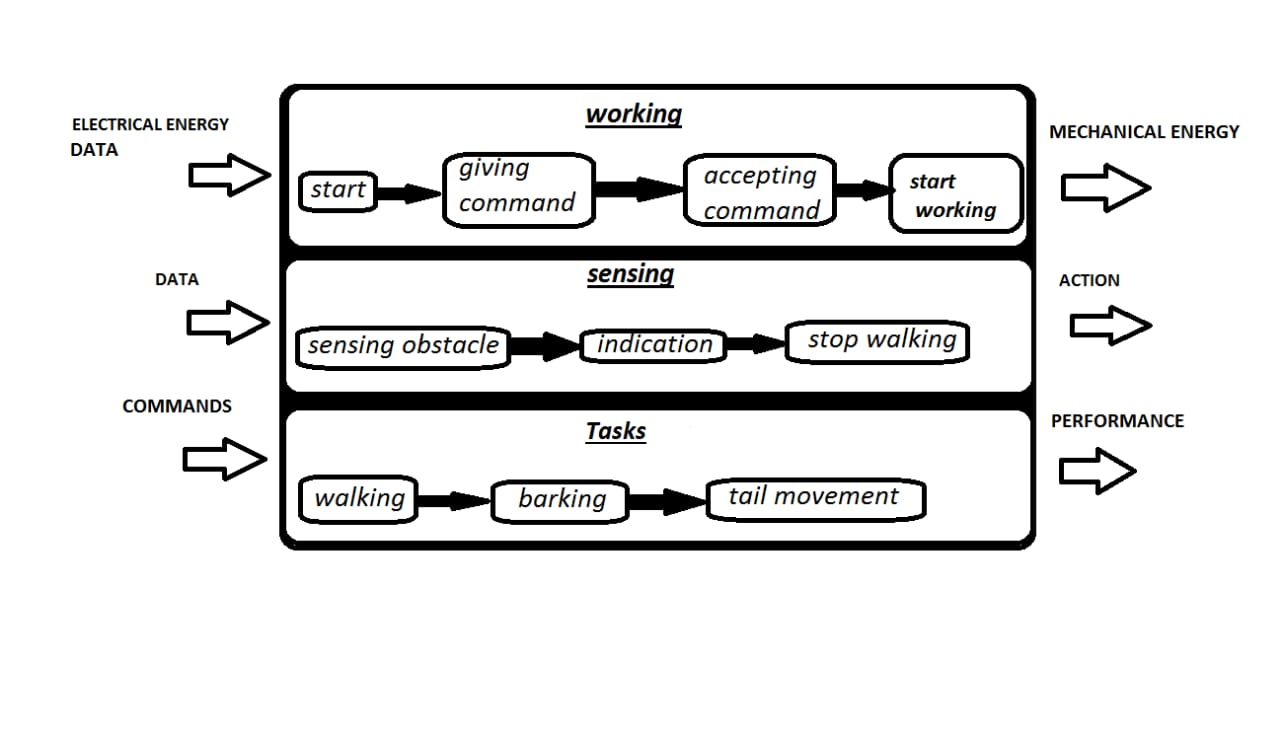 working
ELECTRICAL ENERGY
DATA
MECHANICAL ENERGY
start
giving
command
accepting
command
start
working
sensing
DATA
ACTION
sensing obstacle
indication
stop walking
COMMANDS
PERFORMANCE
Tasks
walking
barking
tail movement